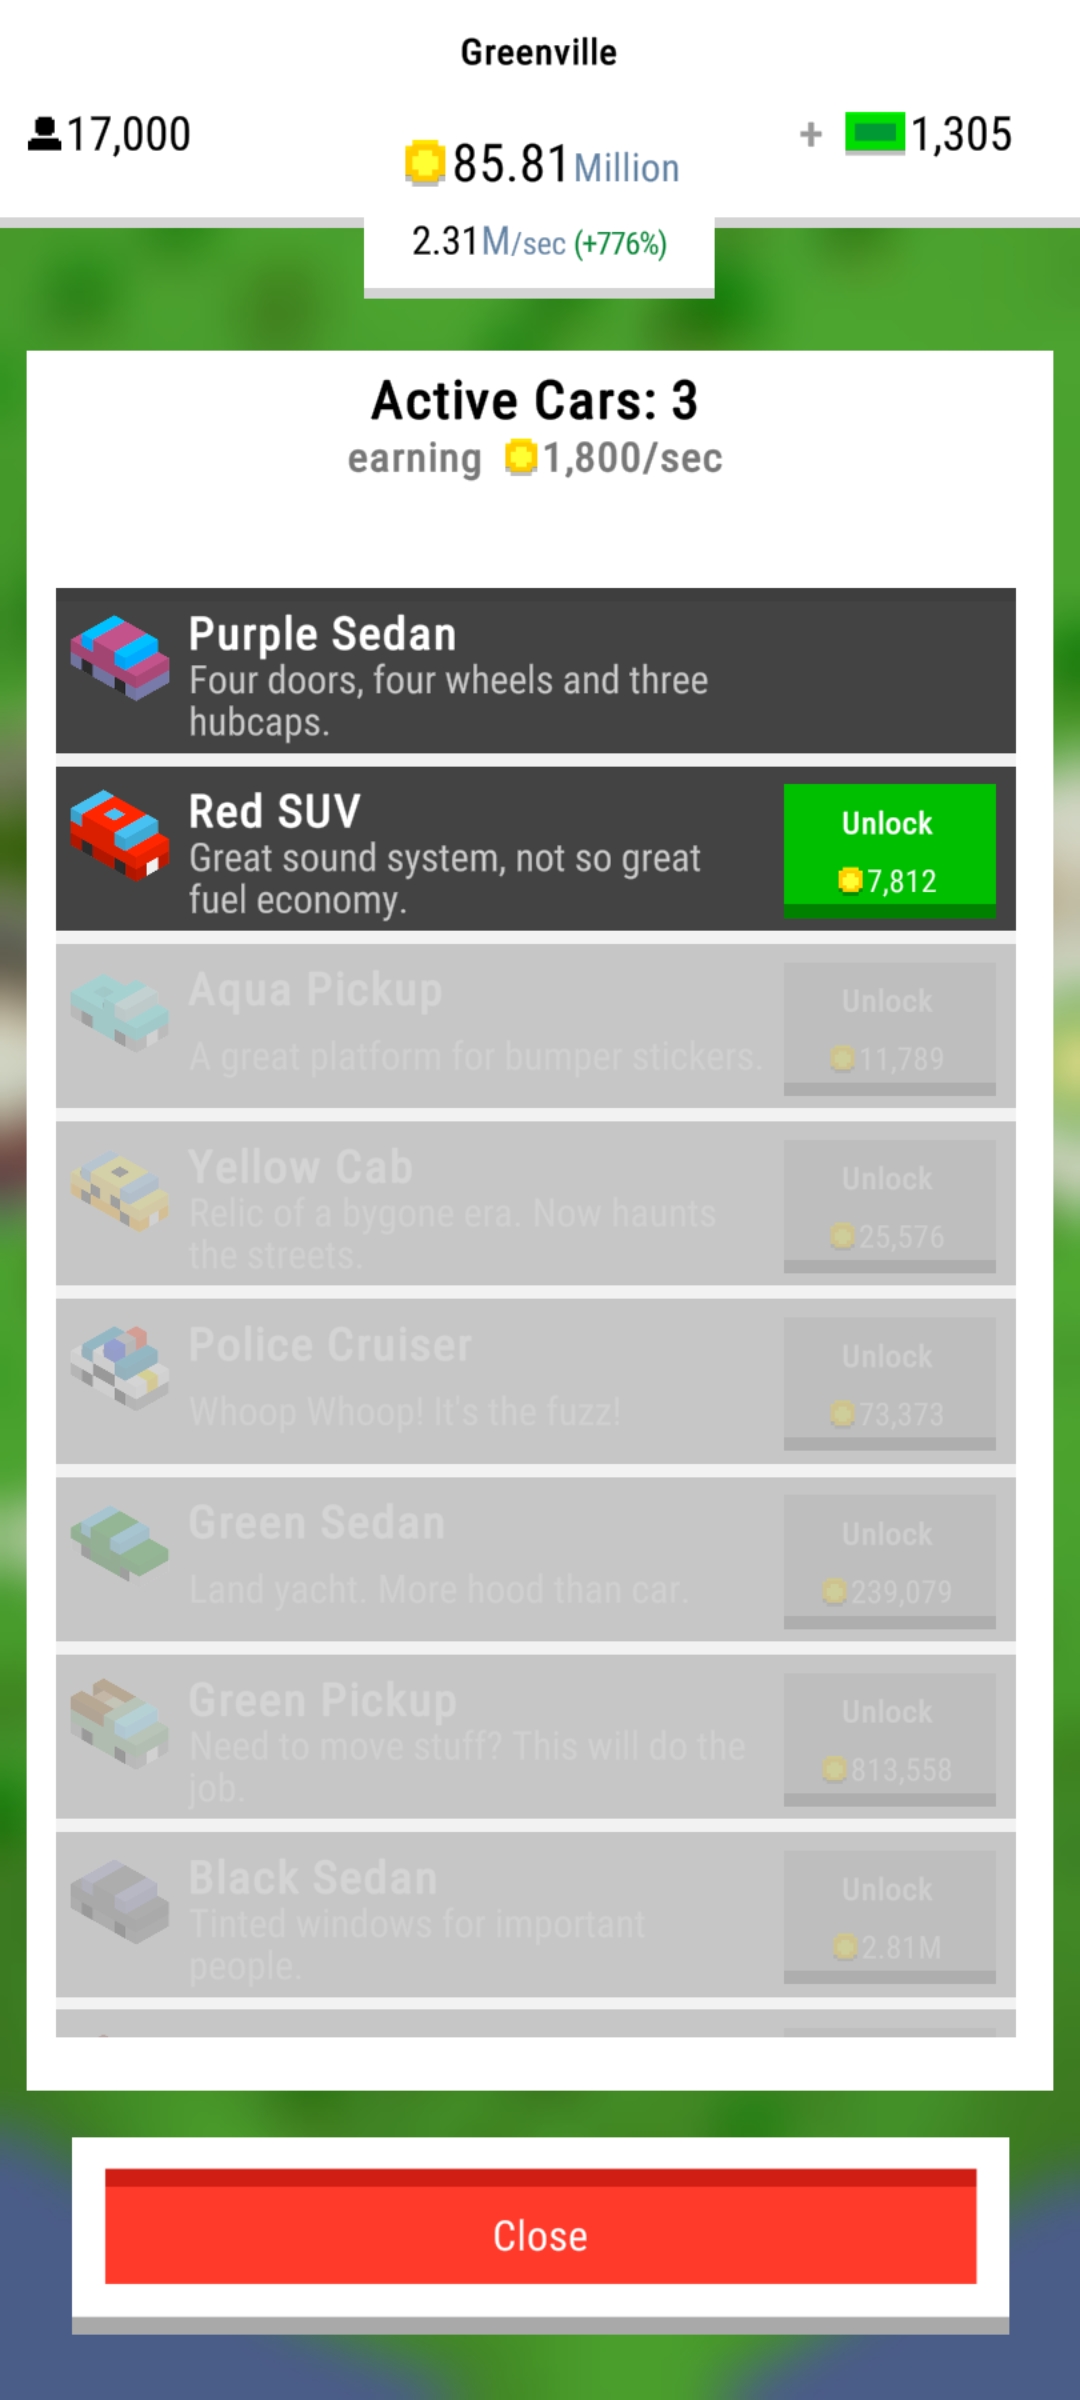 Greenville
17,000
+ 1,305
85.81 Million
2.31M/sec (+776%)
Active Cars: 3
earning 1,800/sec
Purple Sedan
Four doors, four wheels and three
hubcaps.
Red SUV
Great sound system, not so great
fuel economy.
Unlock
7,812
Aqua Pickup
A great platform for bumper stickers.
Unlock
11,789
Yellow Cab
Relic of a bygone era. Now haunts
the streets.
Unlock
25,576
Police Cruiser
Whoop Whoop! It's the fuzz!
Unlock
73,373
Green Sedan
Land yacht. More hood than car.
Unlock
239,079
Green Pickup
Need to move stuff? This will do the
job.
Unlock
813,558
Black Sedan
Tinted windows for important
people.
Unlock
2.81M
Close